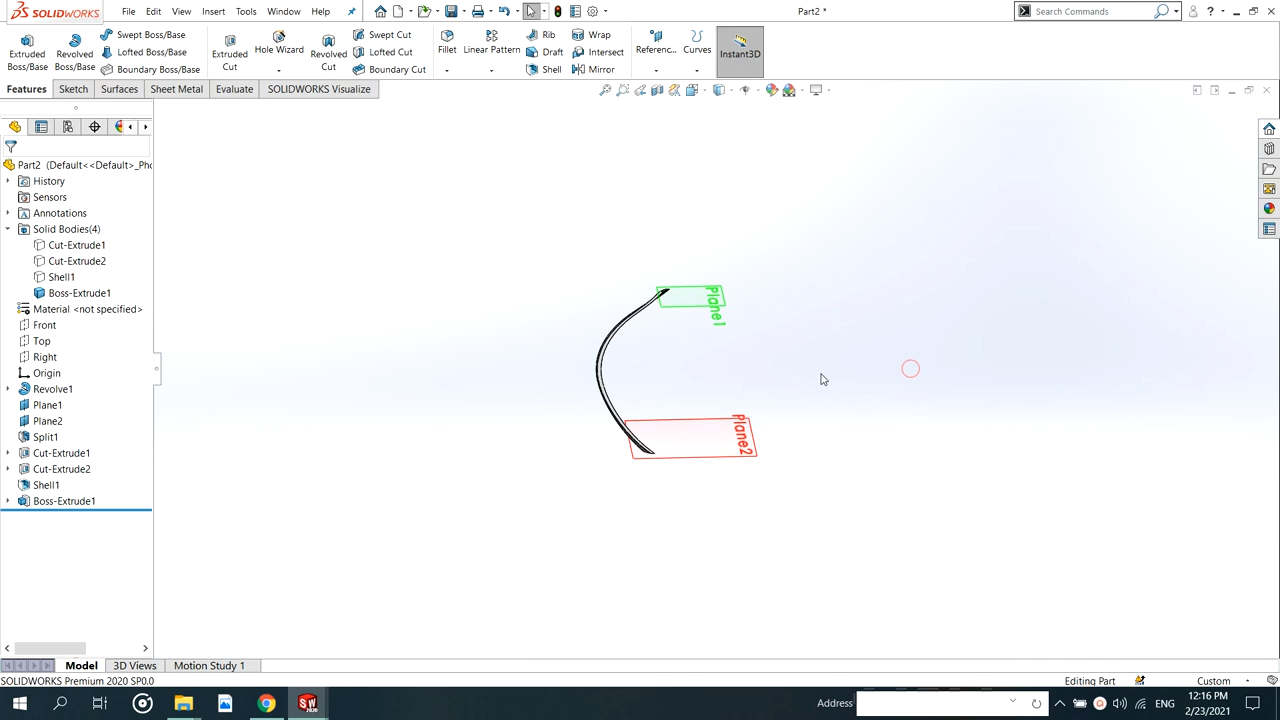 SOLIDWORKS File Edit View Insert Tools Window Help Part2 * Search Commands
Extruded Boss/Base
Revolved Boss/Base
Swept Boss/Base
Lofted Boss/Base
Boundary Boss/Base
Extruded Cut
Hole Wizard
Revolved Cut
Swept Cut
Lofted Cut
Boundary Cut
Fillet
Linear Pattern
Rib
Draft
Shell
Wrap
Intersect
Mirror
Referenc...
Curves
Instant3D
Features Sketch Surfaces Sheet Metal Evaluate SOLIDWORKS Visualize
Part2 (Default<<Default>_Pho
History
Sensors
Annotations
Solid Bodies(4)
Cut-Extrude1
Cut-Extrude2
Shell1
Boss-Extrude1
Material <not specified>
Front
Top
Right
Origin
Revolve1
Plane1
Plane2
Split1
Cut-Extrude1
Cut-Extrude2
Shell1
Boss-Extrude1
Plane1
Plane2
Model 3D Views Motion Study 1
SOLIDWORKS Premium 2020 SP0.0 Editing Part Custom
Address ENG 12:16 PM
2/23/2021